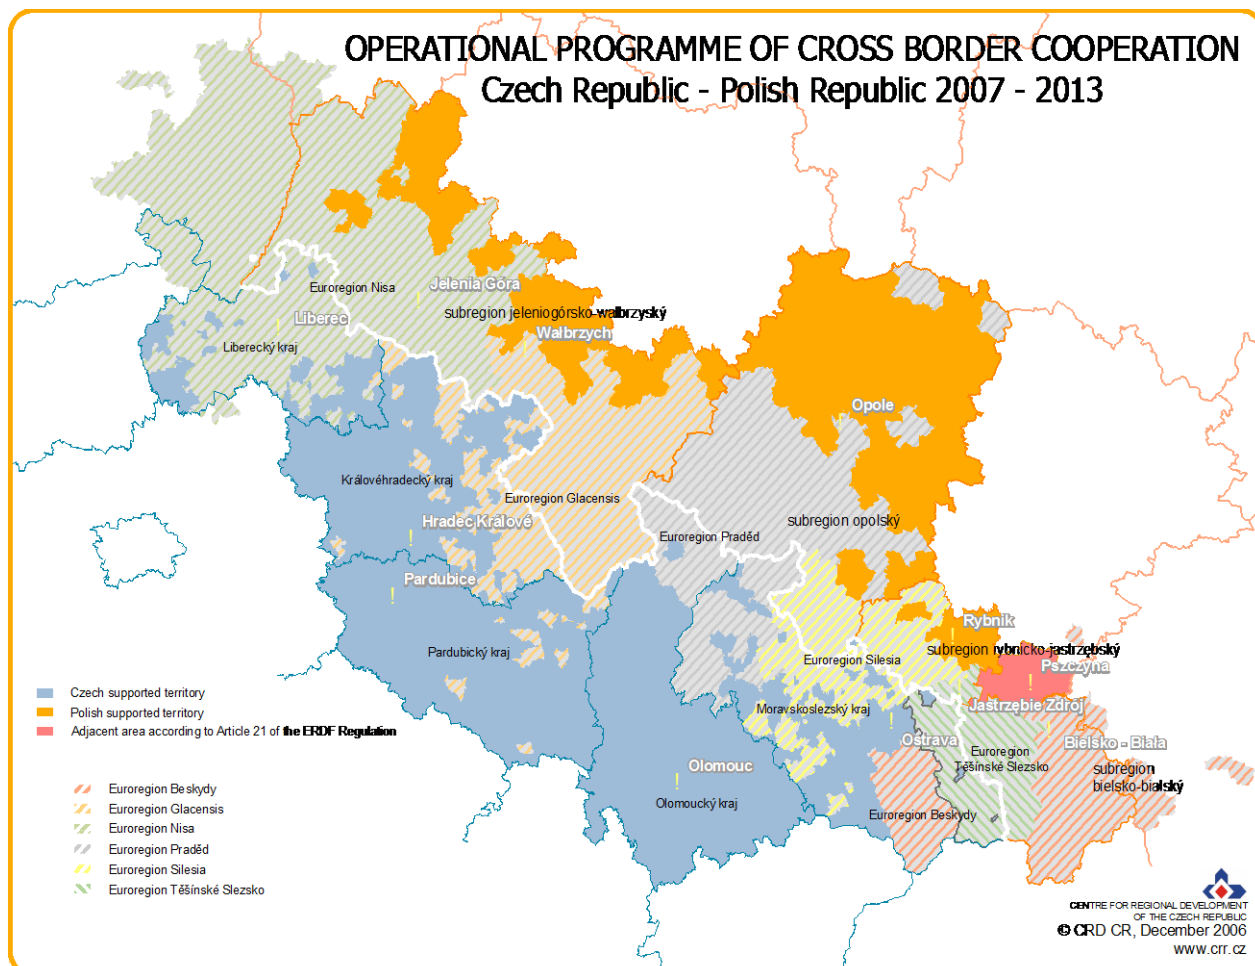 OPERATIONAL PROGRAMME OF CROSS BORDER COOPERATION
Czech Republic - Polish Republic 2007 - 2013
Euroregion Nisa
Jelenia Góra
subregion jeleniogórsko-walbrzyský
Liberec
Wałbrzych
Liberecký kraj
Opole
Královéhradecký kraj
Euroregion Glacensis
Hradec Králové
subregion opolský
Euroregion Praděd
Pardubice
Rybnik
subregion rybnicko-jastrzębský
Pardubický kraj
Euroregion Silesia
Pszczyna
Czech supported territory
Polish supported territory
Adjacent area according to Article 21 of the ERDF Regulation
Moravskoslezský kraj
Jastrzębie Zdrój
Ostrava
Bielsko - Biała
Euroregion
Těšínské Slezsko
subregion
bielsko-bialský
Olomouc
Olomoucký kraj
Euroregion Beskydy
Euroregion Beskydy
Euroregion Glacensis
Euroregion Nisa
Euroregion Praděd
Euroregion Silesia
Euroregion Těšínské Slezsko
CENTRE FOR REGIONAL DEVELOPMENT
OF THE CZECH REPUBLIC
© CRD CR, December 2006
www.crr.cz